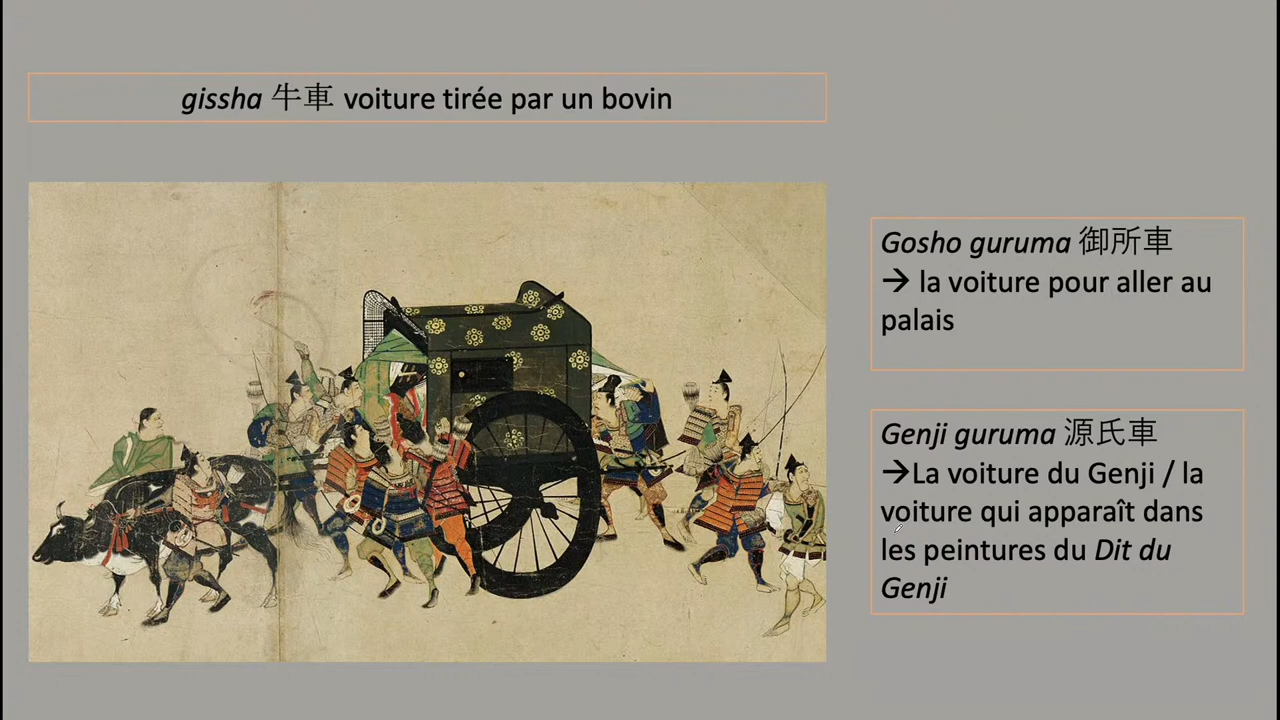 gissha 牛車 voiture tirée par un bovin
Gosho guruma 御所車
→ la voiture pour aller au
palais
Genji guruma 源氏車
→La voiture du Genji / la
voiture qui apparaît dans
les peintures du Dit du
Genji